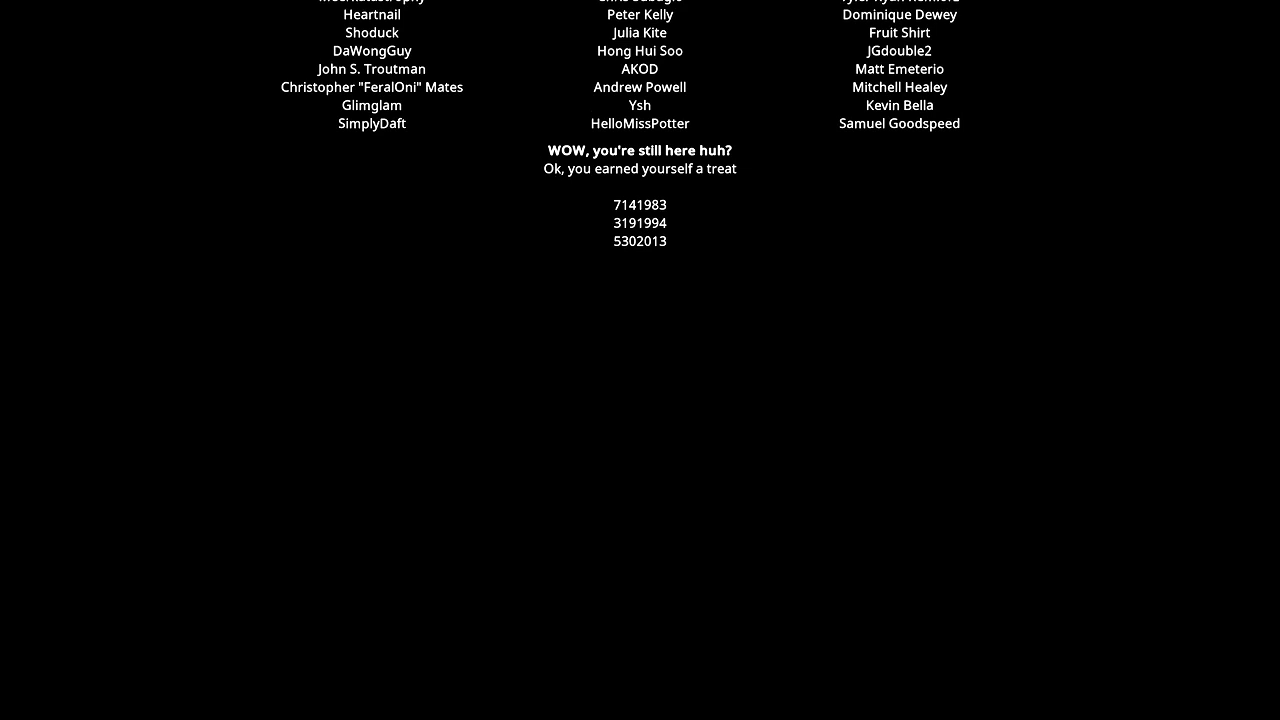 Heartnail Peter Kelly Dominique Dewey
Shoduck Julia Kite Fruit Shirt
DaWongGuy Hong Hui Soo JGdouble2
John S. Troutman AKOD Matt Emeterio
Christopher "FeralOni" Mates Andrew Powell Mitchell Healey
Glimglam Ysh Kevin Bella
SimplyDaft HelloMissPotter Samuel Goodspeed
WOW, you're still here huh?
Ok, you earned yourself a treat
7141983
3191994
5302013